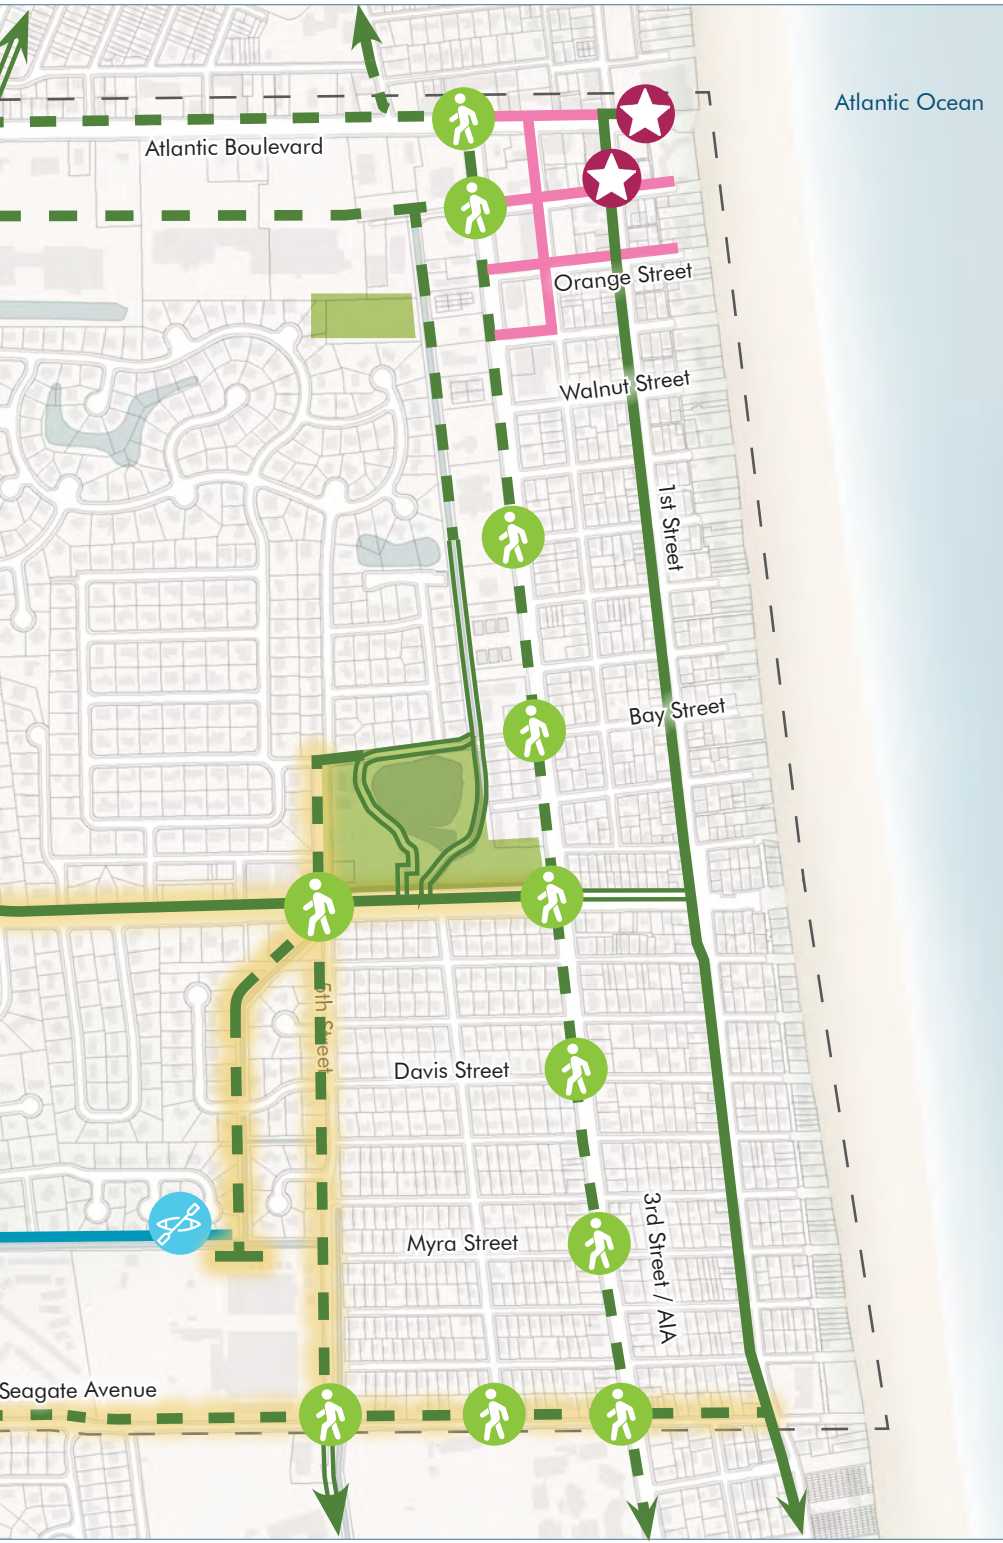 Atlantic Ocean
Atlantic Boulevard
Orange Street
Walnut Street
1st Street
Bay Street
5th Street
Davis Street
3rd Street / A1A
Myra Street
Seagate Avenue